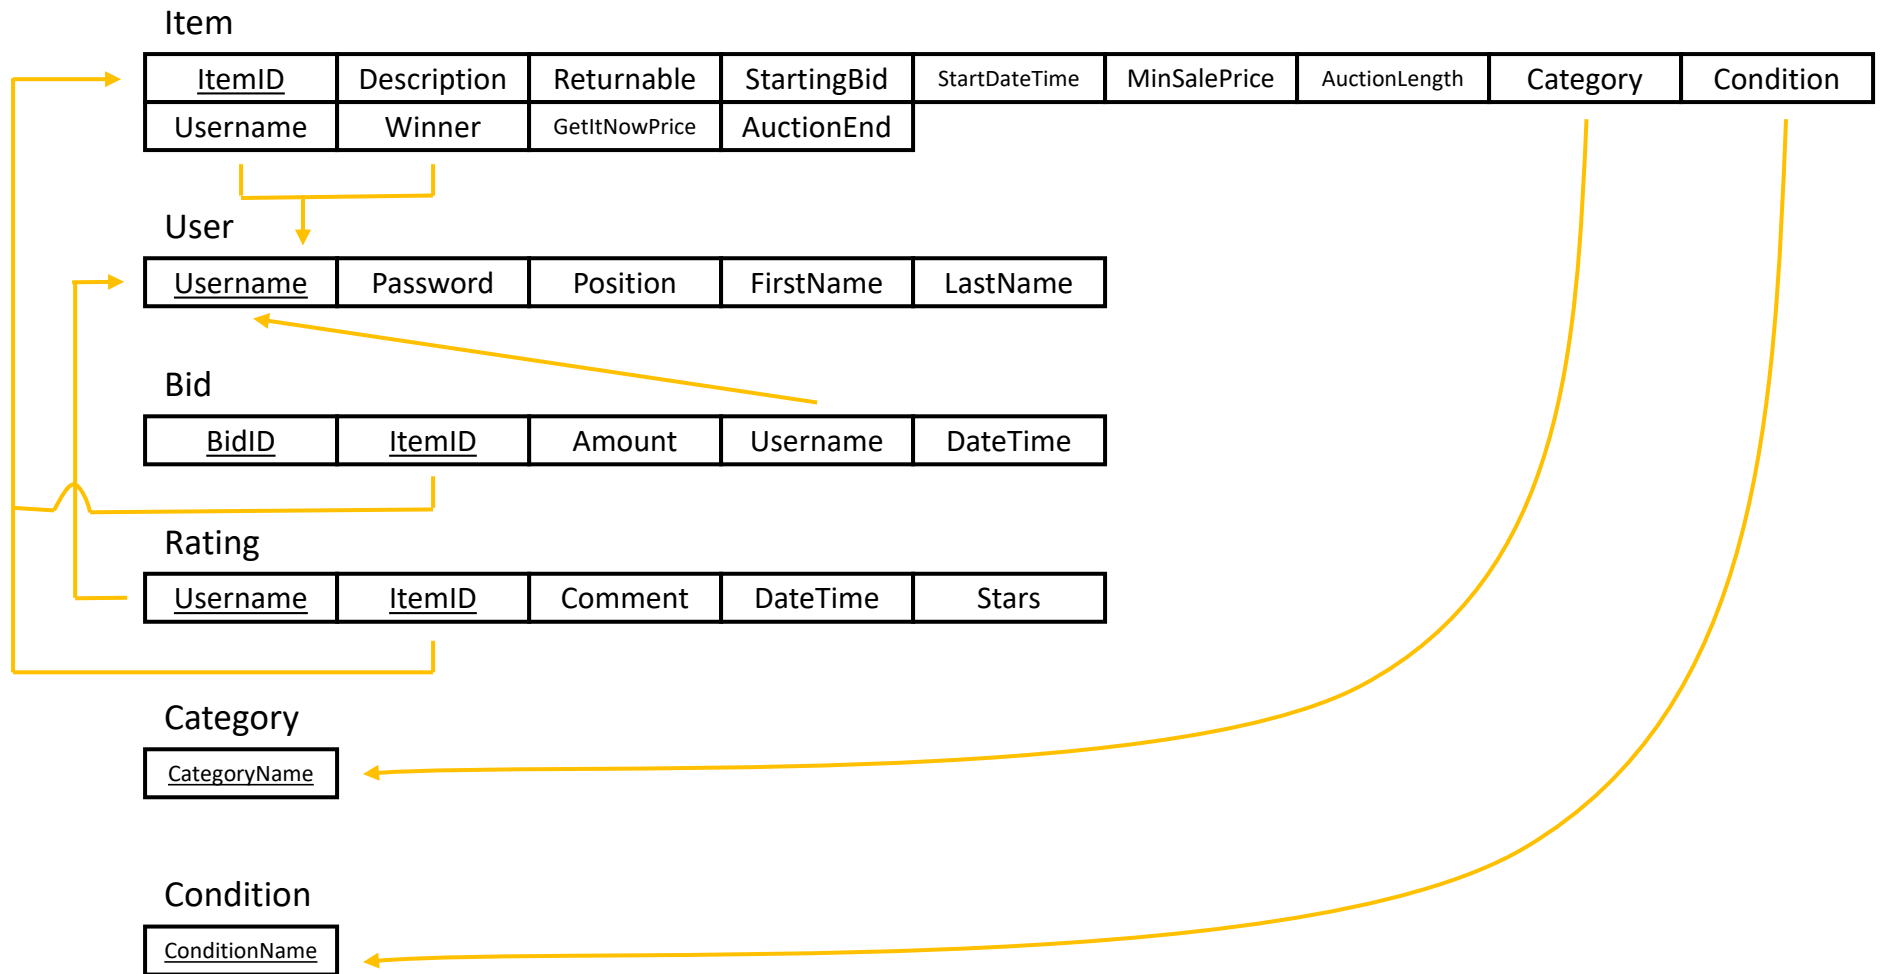 Item
ItemID Description Returnable StartingBid StartDateTime MinSalePrice AuctionLength Category Condition
Username Winner GetItNowPrice AuctionEnd
User
Username Password Position FirstName LastName
Bid
BidID ItemID Amount Username DateTime
Rating
Username ItemID Comment DateTime Stars
Category
CategoryName
Condition
ConditionName